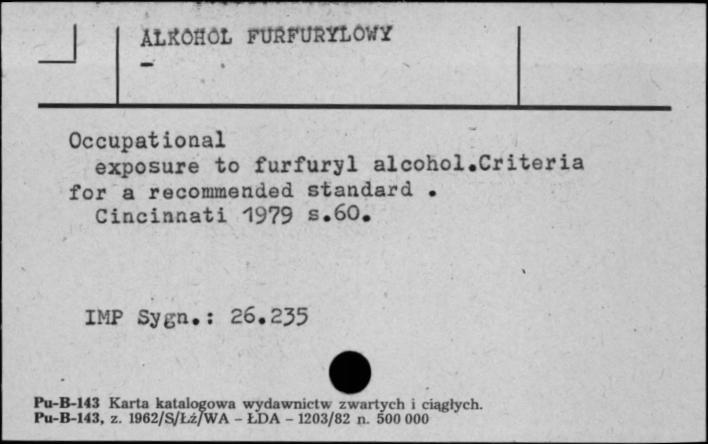 ALKOHOL FURFURYLOWY
-
Occupational
exposure to furfuryl alcohol.Criteria
for a recommended standard .
Cincinnati 1979 s.60.
IMP Sygn.: 26.235
Pu-B-143 Karta katalogowa wydawnictw zwartych i ciągłych.
Pu-B-143, z. 1962/S/Łź/WA - ŁDA - 1203/82 n. 500 000